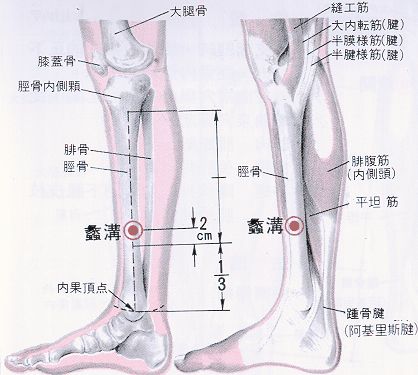 大腿骨
膝蓋骨
脛骨内側顆
腓骨
脛骨
蠡溝
2
cm
1
3
内果頂点
縫工筋
大内転筋(腱)
半膜様筋(腱)
半腱様筋(腱)
脛骨
腓腹筋
(内側頭)
平坦 筋
蠡溝
踵骨腱
(阿基里斯腱)